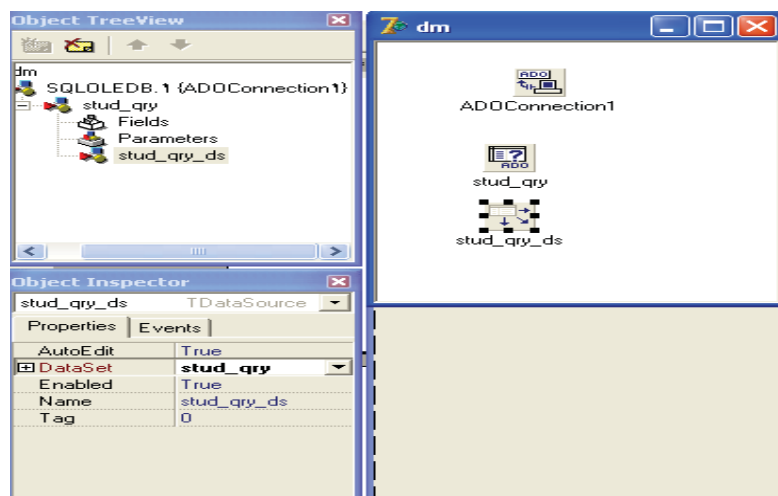 Object TreeView
dm
SQLOLEDB.1 {ADOConnection1}
stud_qry
Fields
Parameters
stud_qry_ds
Object Inspector
stud_qry_ds TDataSource
Properties Events
AutoEdit True
DataSet stud_qry
Enabled True
Name stud_qry_ds
Tag 0
7 dm
ADO
ADOConnection1
? ADO
stud_qry
stud_qry_ds